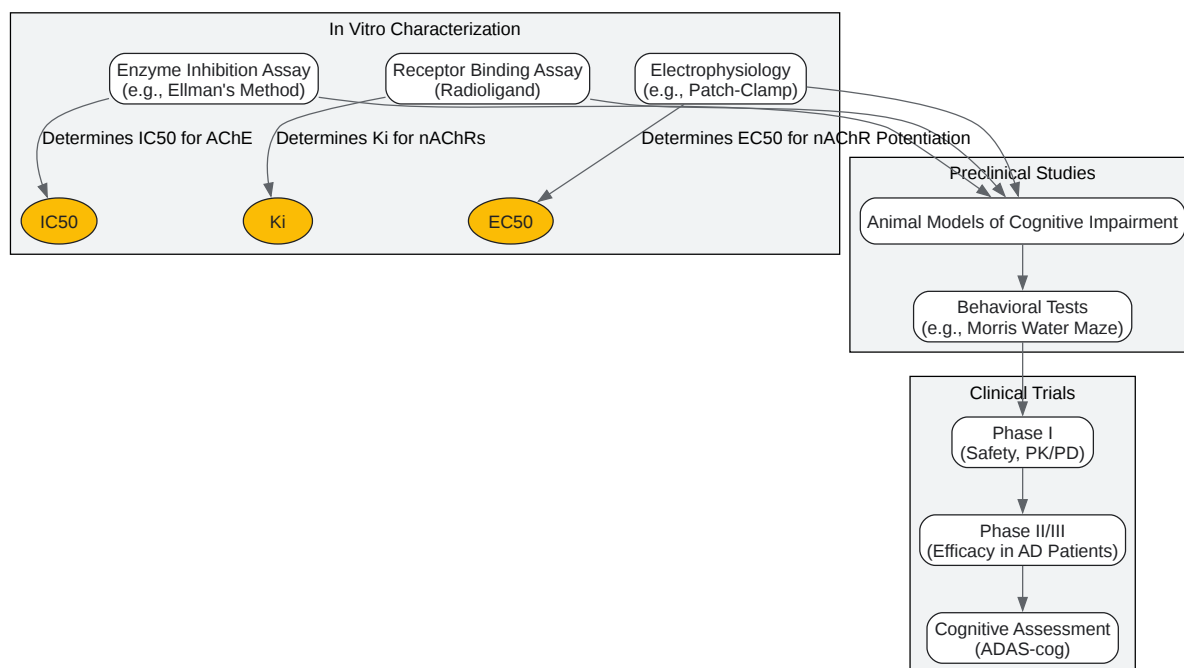 In Vitro Characterization
Enzyme Inhibition Assay
(e.g., Ellman's Method)
Receptor Binding Assay
(Radioligand)
Electrophysiology
(e.g., Patch-Clamp)
Determines IC50 for AChE
Determines Ki for nAChRs
Determines EC50 for nAChR Potentiation
IC50
Ki
EC50
Preclinical Studies
Animal Models of Cognitive Impairment
Behavioral Tests
(e.g., Morris Water Maze)
Clinical Trials
Phase I
(Safety, PK/PD)
Phase II/III
(Efficacy in AD Patients)
Cognitive Assessment
(ADAS-cog)